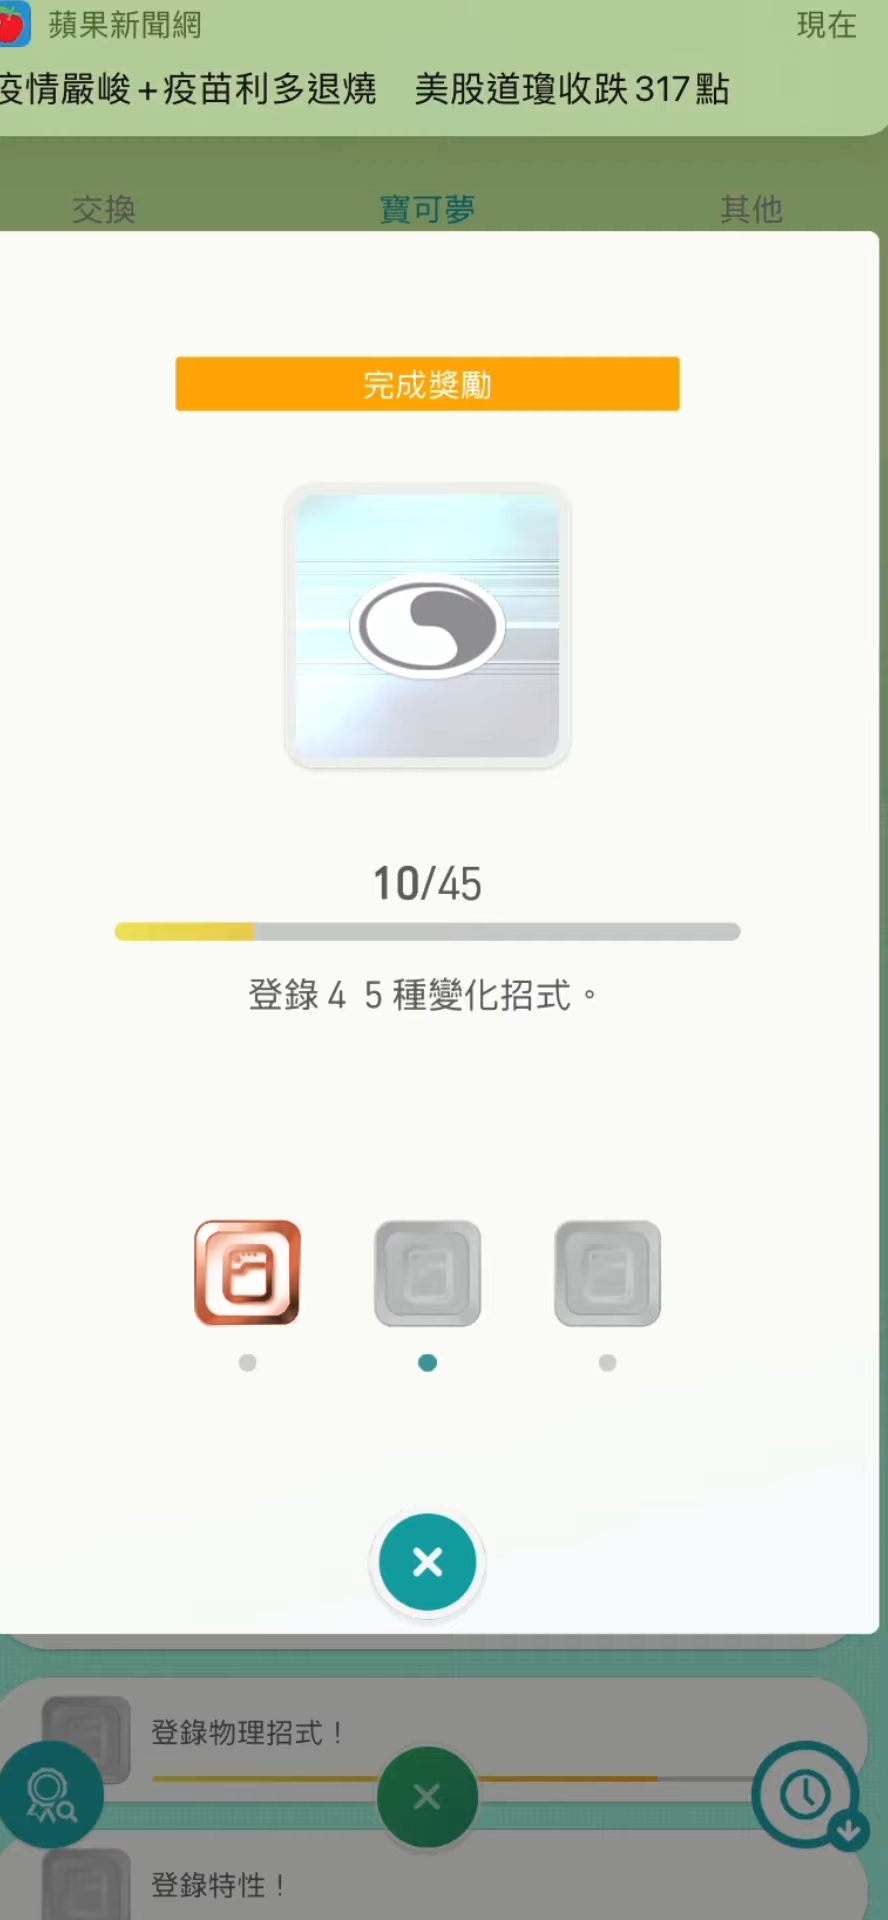 蘋果新聞網
現在
疫情嚴峻+疫苗利多退燒 美股道瓊收跌317點
交換
寶可夢
其他
完成獎勵
10/45
登錄45種變化招式。
登錄物理招式！
登錄特性！